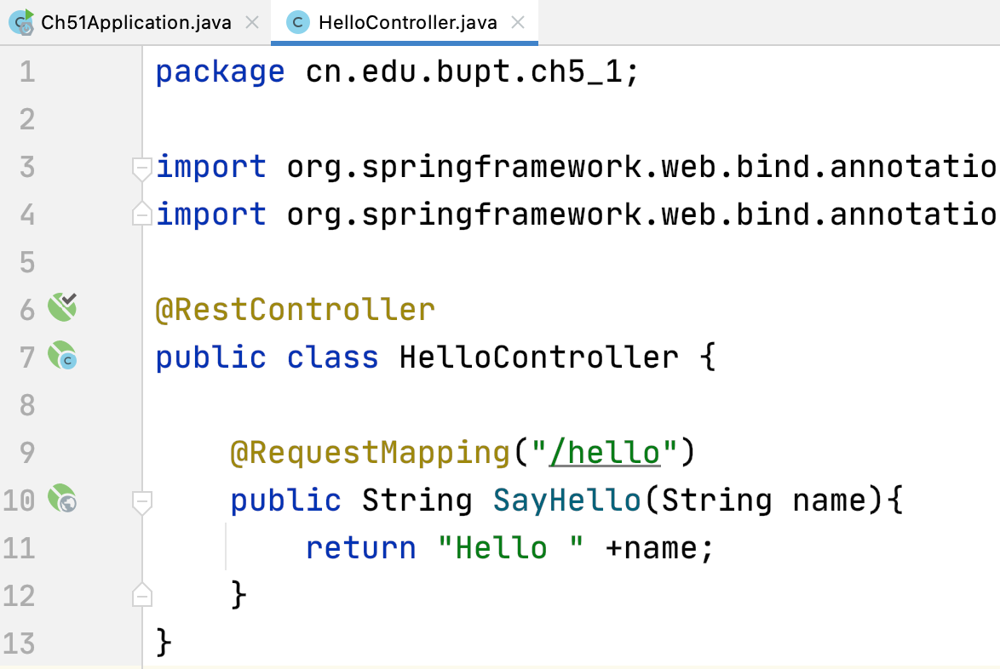 Ch51Application.java HelloController.java
1 package cn.edu.bupt.ch5_1;
2
3 import org.springframework.web.bind.annotatio
4 import org.springframework.web.bind.annotatio
5
6 @RestController
7 public class HelloController {
8
9 @RequestMapping("/hello")
10 public String SayHello(String name){
11 return "Hello " +name;
12 }
13 }